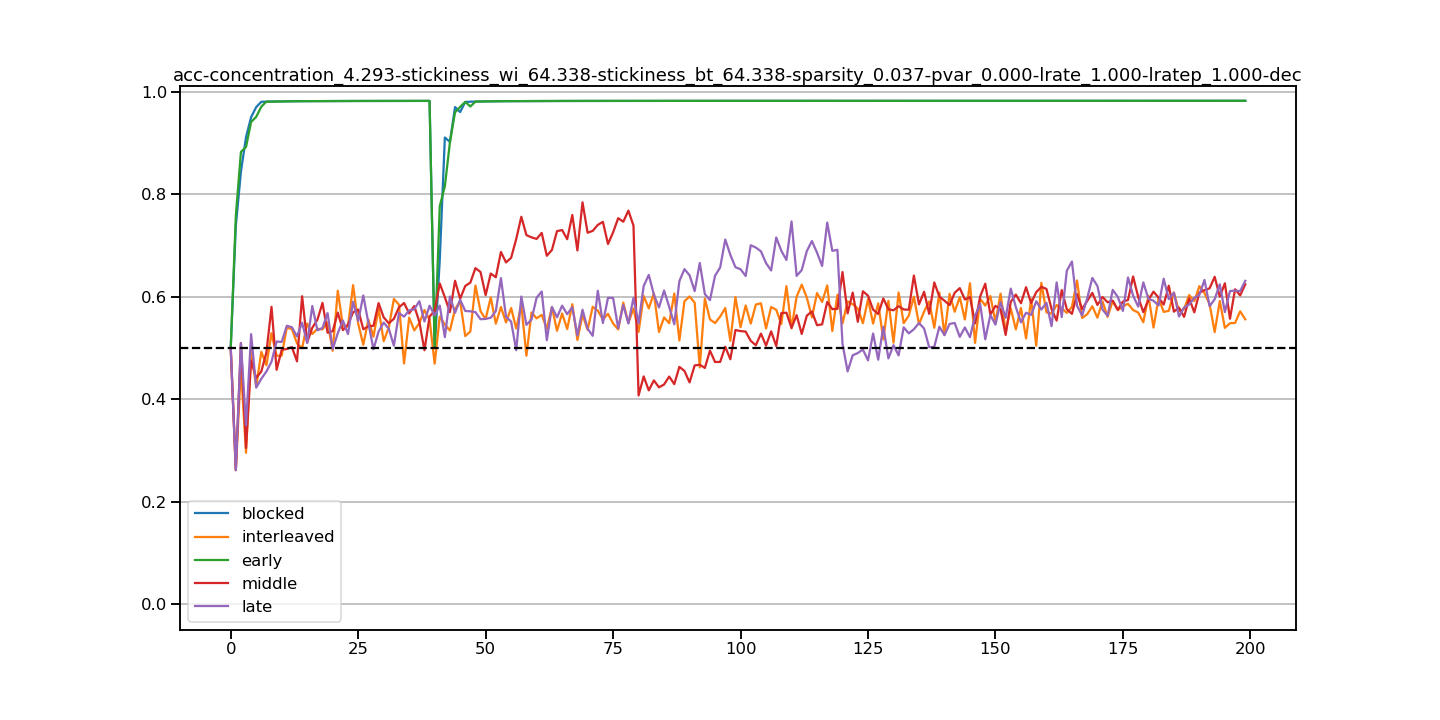 acc-concentration_4.293-stickiness_wi_64.338-stickiness_bt_64.338-sparsity_0.037-pvar_0.000-lrate_1.000-lratep_1.000-dec
1.0
0.8
0.6
0.4
0.2
0.0
blocked
interleaved
early
middle
late
0 25 50 75 100 125 150 175 200